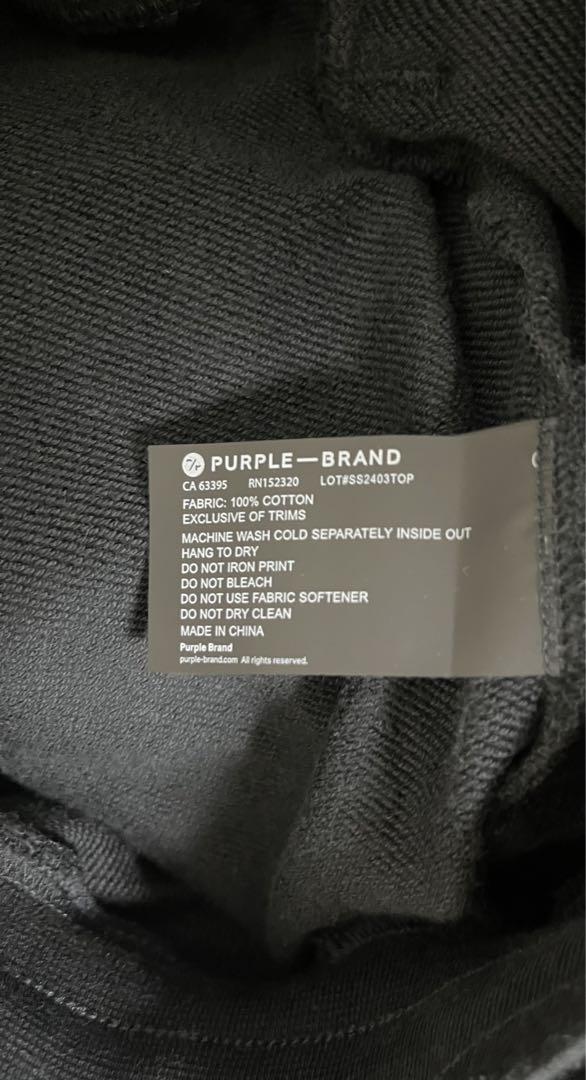 PURPLE—BRAND
CA 63395 RN152320 LOT#SS2403TOP
FABRIC: 100% COTTON
EXCLUSIVE OF TRIMS
MACHINE WASH COLD SEPARATELY INSIDE OUT
HANG TO DRY
DO NOT IRON PRINT
DO NOT BLEACH
DO NOT USE FABRIC SOFTENER
DO NOT DRY CLEAN
MADE IN CHINA
Purple Brand
purple-brand.com All rights reserved.